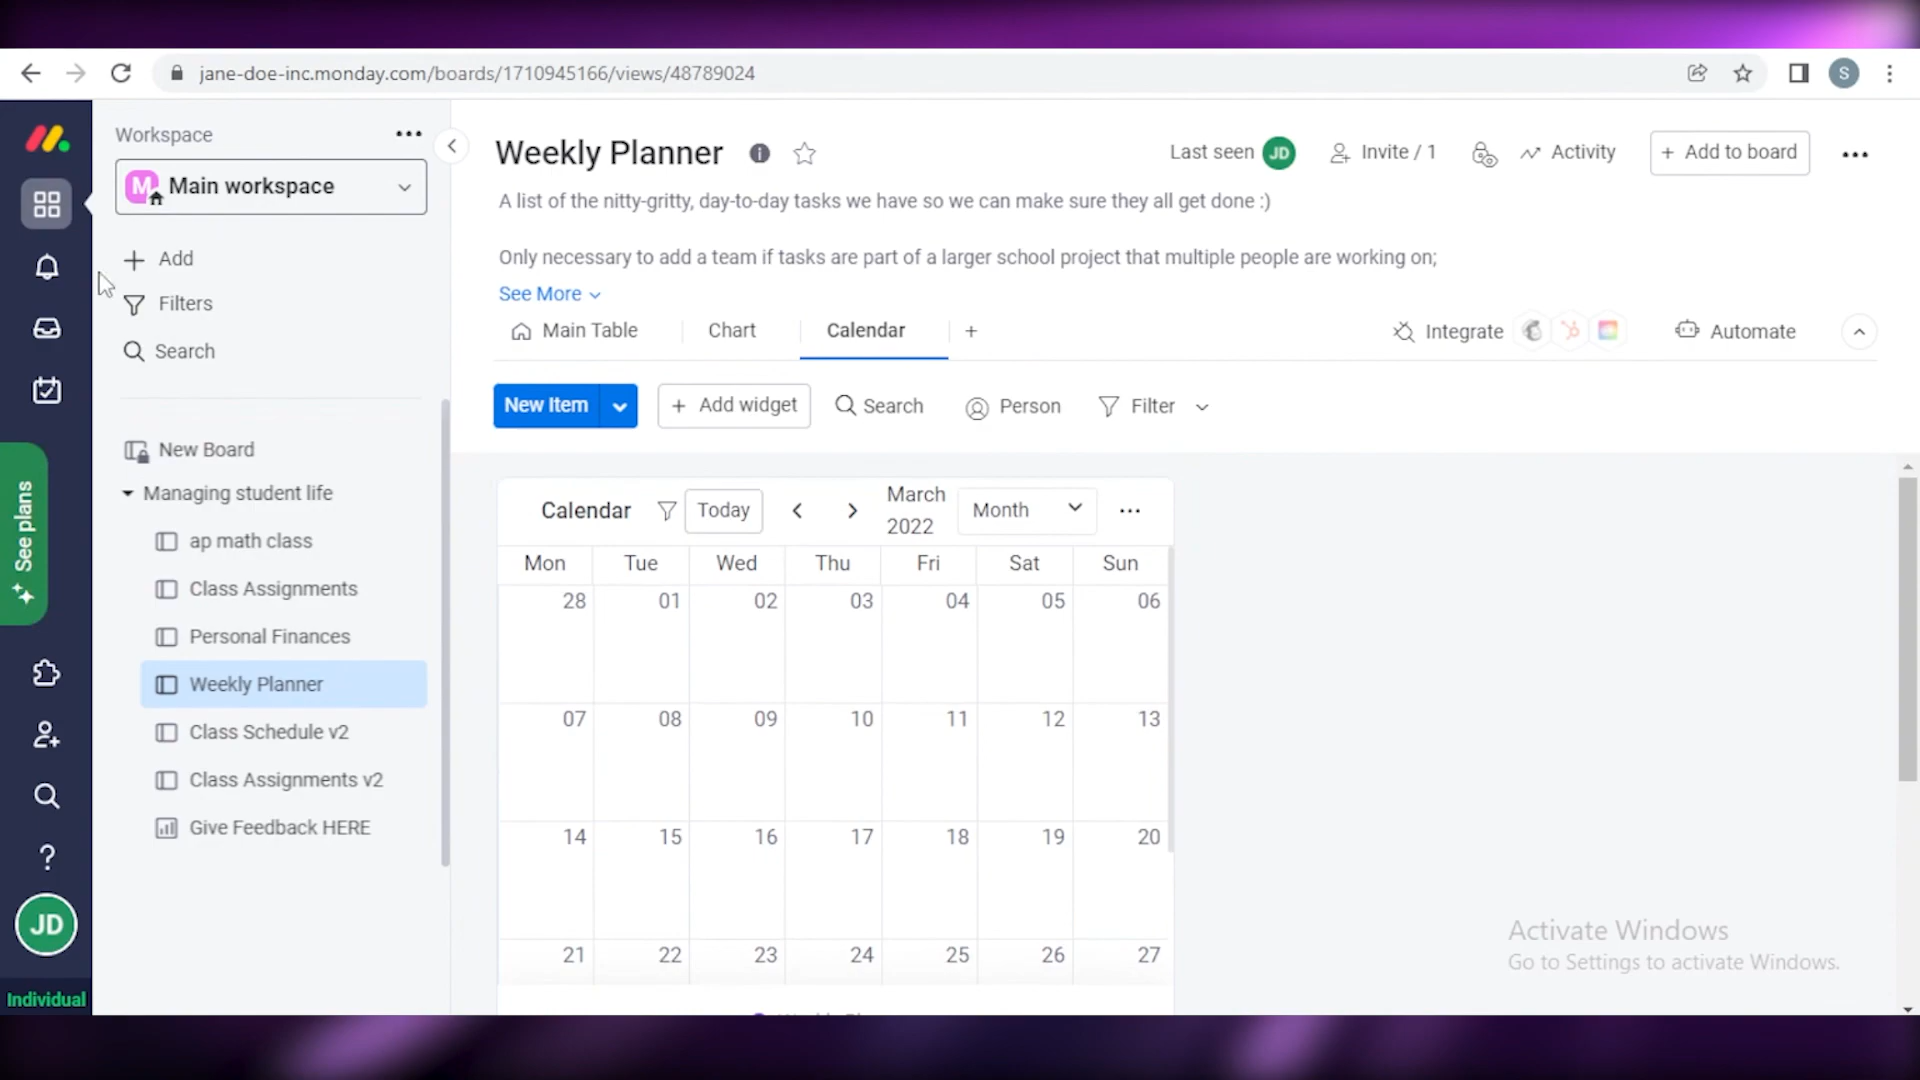 jane-doe-inc.monday.com/boards/1710945166/views/48789024
S
Workspace
M Main workspace
Add
Filters
Search
New Board
Managing student life
ap math class
Class Assignments
Personal Finances
Weekly Planner
Class Schedule v2
Class Assignments v2
Give Feedback HERE
See plans
JD
Individual
Weekly Planner
Last seen JD Invite / 1 Activity + Add to board
A list of the nitty-gritty, day-to-day tasks we have so we can make sure they all get done :)
Only necessary to add a team if tasks are part of a larger school project that multiple people are working on;
See More
Main Table Chart Calendar + Integrate Automate
New Item + Add widget Search Person Filter
Calendar Today March 2022 Month
Mon Tue Wed Thu Fri Sat Sun
28 01 02 03 04 05 06
07 08 09 10 11 12 13
14 15 16 17 18 19 20
21 22 23 24 25 26 27
Activate Windows
Go to Settings to activate Windows.